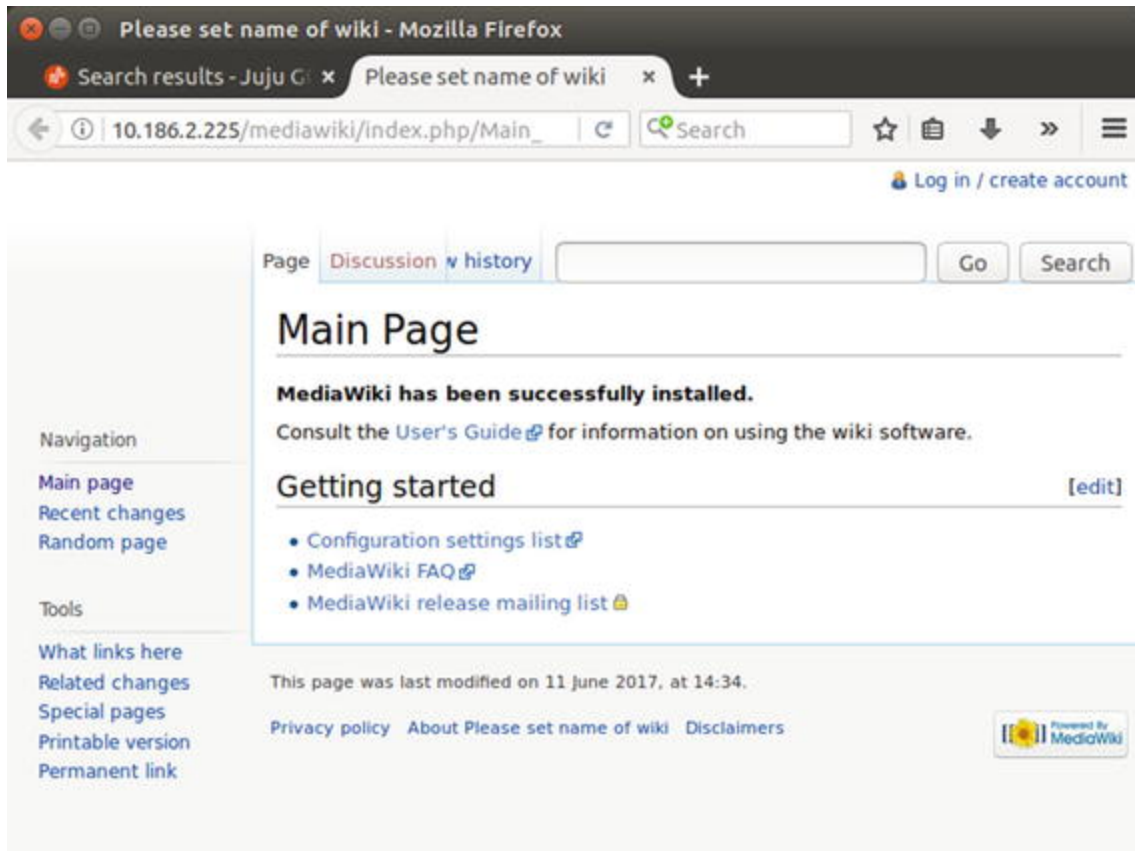 Please set name of wiki - Mozilla Firefox
Search results - Juju G
Please set name of wiki
10.186.2.225/mediawiki/index.php/Main_
Search
Log in / create account
Page Discussion w history
Go Search
Main Page
MediaWiki has been successfully installed.
Consult the User's Guide for information on using the wiki software.
Navigation
Getting started [edit]
Main page
Recent changes
Random page
• Configuration settings list
• MediaWiki FAQ
• MediaWiki release mailing list
Tools
What links here
Related changes
Special pages
Printable version
Permanent link
This page was last modified on 11 June 2017, at 14:34.
Privacy policy About Please set name of wiki Disclaimers
[[ ]] Powered By
MediaWiki